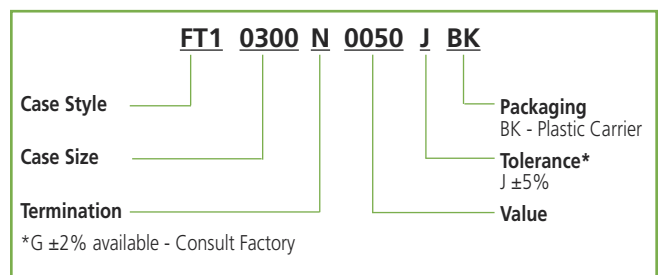 FT1 0300 N 0050 J BK
Case Style
Packaging
BK - Plastic Carrier
Case Size
Tolerance*
J ±5%
Termination
Value
*G ±2% available - Consult Factory